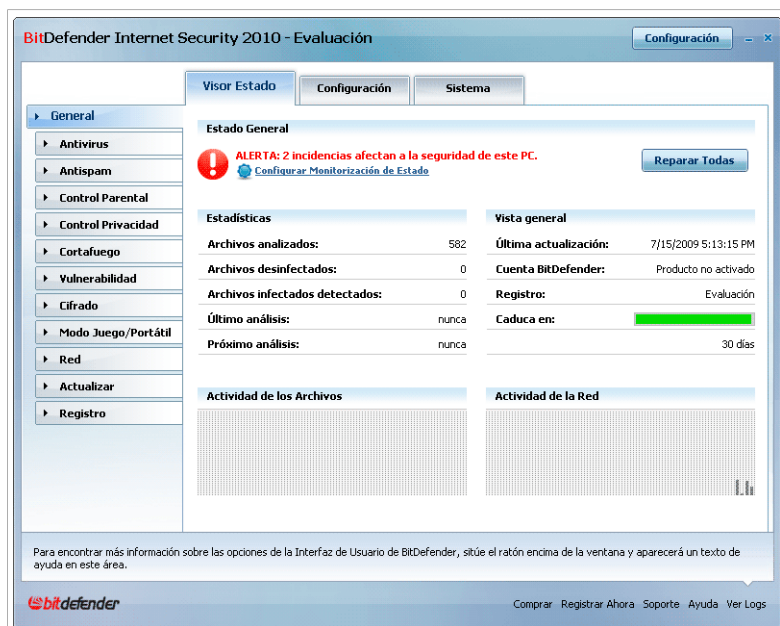 BitDefender Internet Security 2010 - Evaluación
Configuración
Visor Estado
Configuración
Sistema
General
Antivirus
Antispam
Control Parental
Control Privacidad
Cortafuego
Vulnerabilidad
Cifrado
Modo Juego/Portátil
Red
Actualizar
Registro
Estado General
ALERTA: 2 incidencias afectan a la seguridad de este PC.
Configurar Monitorización de Estado
Reparar Todas
Estadísticas
Archivos analizados: 582
Archivos desinfectados: 0
Archivos infectados detectados: 0
Último análisis: nunca
Próximo análisis: nunca
Vista general
Última actualización: 7/15/2009 5:13:15 PM
Cuenta BitDefender: Producto no activado
Registro: Evaluación
Caduca en:
30 días
Actividad de los Archivos
Actividad de la Red
Para encontrar más información sobre las opciones de la Interfaz de Usuario de BitDefender, sitúe el ratón encima de la ventana y aparecerá un texto de
ayuda en este área.
bitdefender
Comprar Registrar Ahora Soporte Ayuda Ver Logs